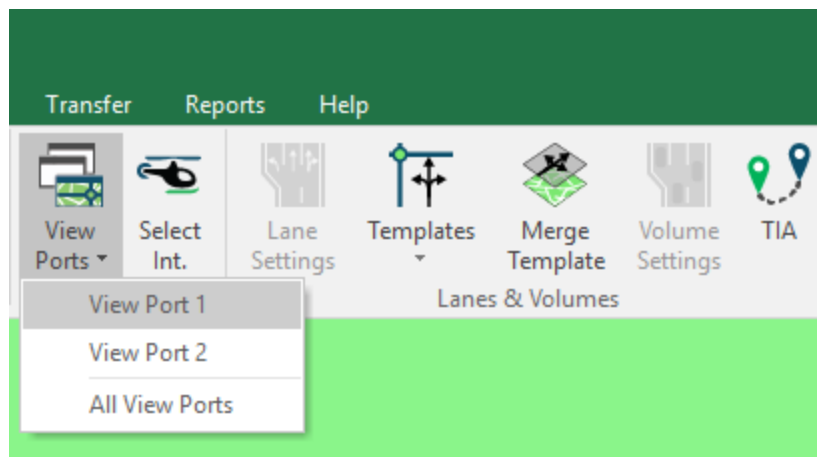 Transfer Reports Help
View Ports
Select Int.
Lane Settings
Templates
Merge Template
Volume Settings
TIA
Lanes & Volumes
View Port 1
View Port 2
All View Ports